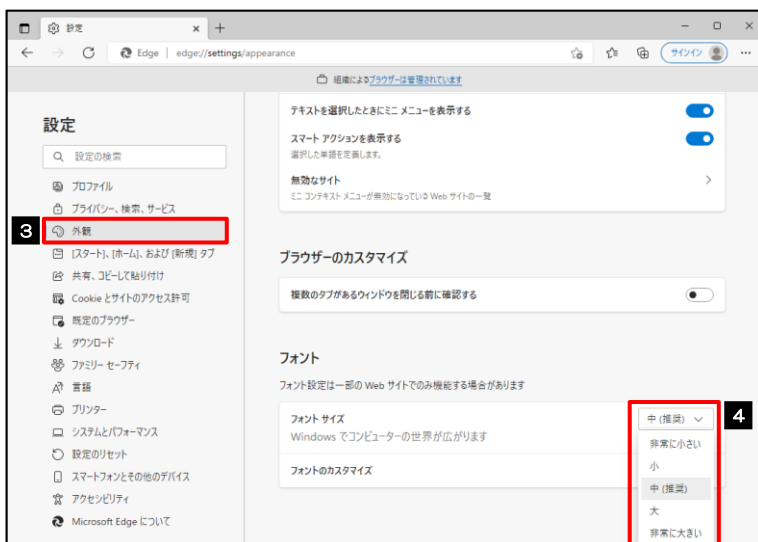 設定
Edge | edge://settings/appearance
サインイン
組織によるブラウザーは管理されています
設定
設定の検索
プロファイル
プライバシー、検索、サービス
3
外観
[スタート]、[ホーム]、および [新規] タブ
共有、コピーして貼り付け
Cookie とサイトのアクセス許可
既定のブラウザー
ダウンロード
ファミリー セーフティ
言語
プリンター
システムとパフォーマンス
設定のリセット
スマートフォンとその他のデバイス
アクセシビリティ
Microsoft Edge について
テキストを選択したときにミニ メニューを表示する
スマート アクションを表示する
選択した単語を定義します。
無効なサイト
ミニ コンテキスト メニューが無効になっている Web サイトの一覧
ブラウザーのカスタマイズ
複数のタブがあるウィンドウを閉じる前に確認する
フォント
フォント設定は一部の Web サイトでのみ機能する場合があります
フォント サイズ
Windows でコンピューターの世界が広がります
フォントのカスタマイズ
中 (推奨)
4
非常に小さい
小
中 (推奨)
大
非常に大きい